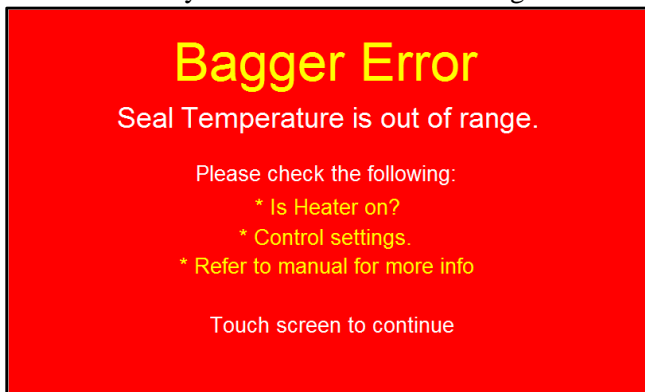 Bagger Error
Seal Temperature is out of range.
Please check the following:
* Is Heater on?
* Control settings.
* Refer to manual for more info
Touch screen to continue